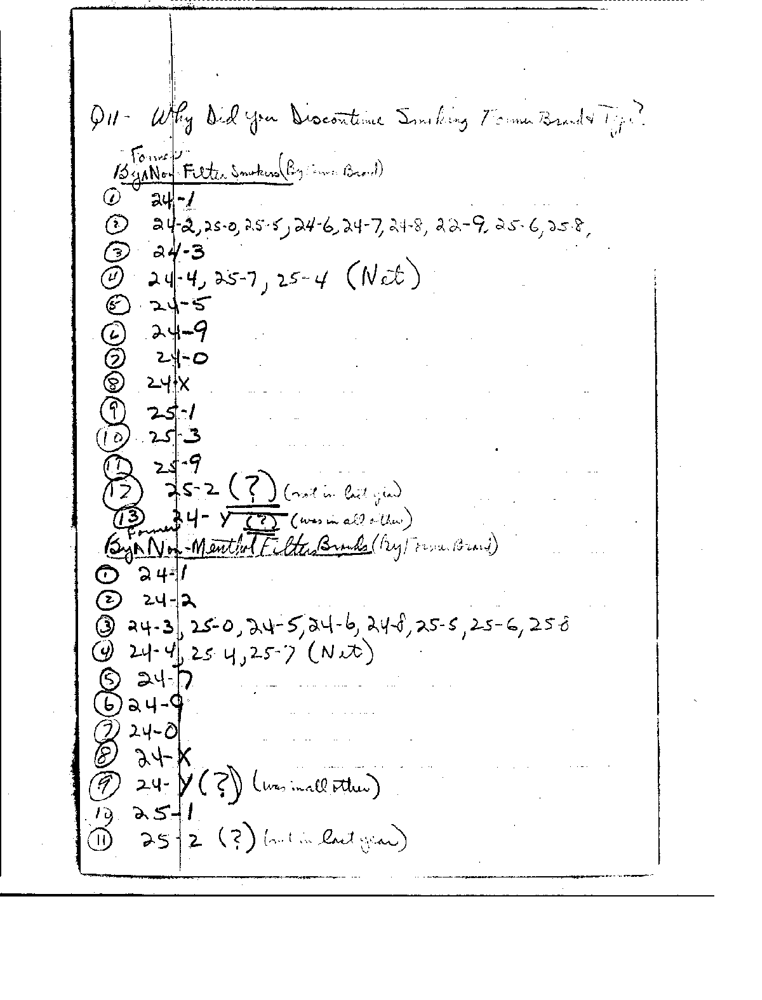 Q11- Why Did You Discontinue Smoking Former Brand & Type?
Former
By ^ Non-Filter Smokers (By Former Brand)
① 24-1
② 24-2, 25-0, 25-5, 24-6, 24-7, 24-8, 22-9, 25-6, 25-8,
③ 24-3
④ 24-4, 25-7, 25-4 (Net)
⑤ 24-5
⑥ 24-9
⑦ 24-0
⑧ 24-X
⑨ 25-1
⑩ 25-3
⑪ 25-9
⑫ 25-2 (?) (not in last year)
⑬ 24-Y (?) (was in all other)
Former
By ^ Non-Menthol Filter Brands (By Former Brand)
① 24-1
② 24-2
③ 24-3, 25-0, 24-5, 24-6, 24-8, 25-5, 25-6, 25-8
④ 24-4, 25-4, 25-7 (Net)
⑤ 24-7
⑥ 24-9
⑦ 24-0
⑧ 24-X
⑨ 24-Y (?) (was in all other)
⑩ 25-1
⑪ 25-2 (?) (not in last year)